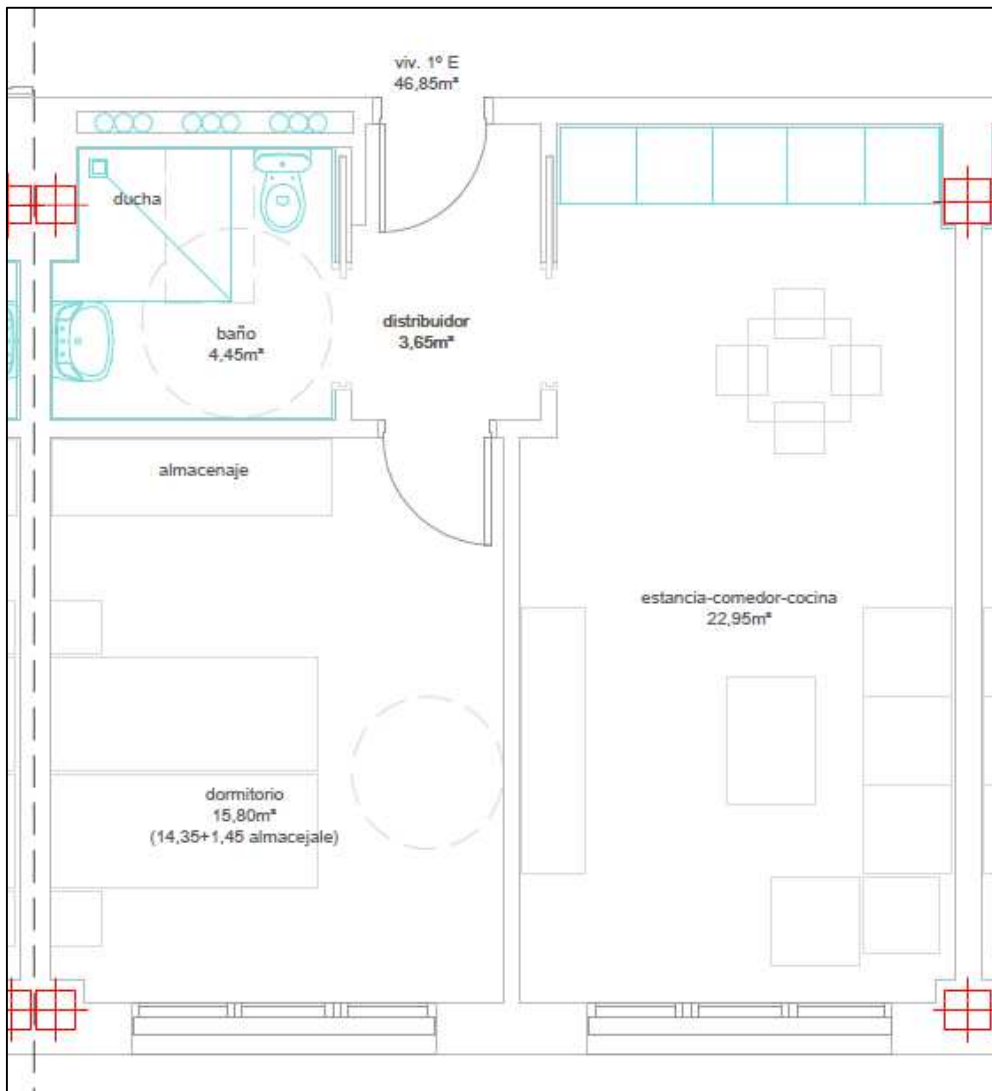 viv. 1º E
46,85m²
ducha
baño
4,45m²
distribuidor
3,65m²
almacenaje
estancia-comedor-cocina
22,95m²
dormitorio
15,80m²
(14,35+1,45 almacejale)